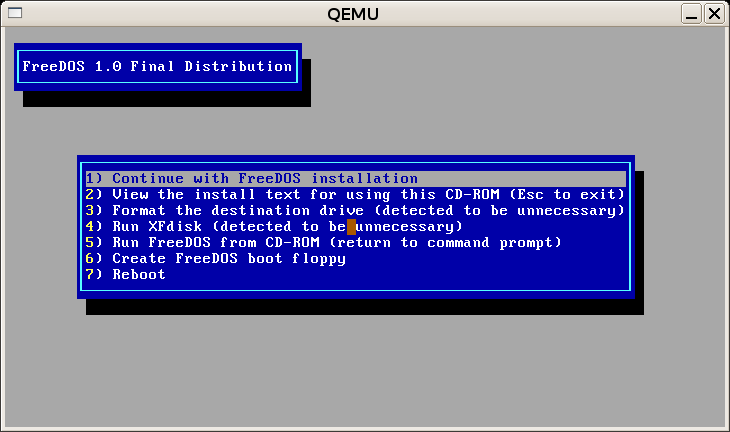 QEMU
FreeDOS 1.0 Final Distribution
1) Continue with FreeDOS installation
2) View the install text for using this CD-ROM (Esc to exit)
3) Format the destination drive (detected to be unnecessary)
4) Run XFdisk (detected to be unnecessary)
5) Run FreeDOS from CD-ROM (return to command prompt)
6) Create FreeDOS boot floppy
7) Reboot